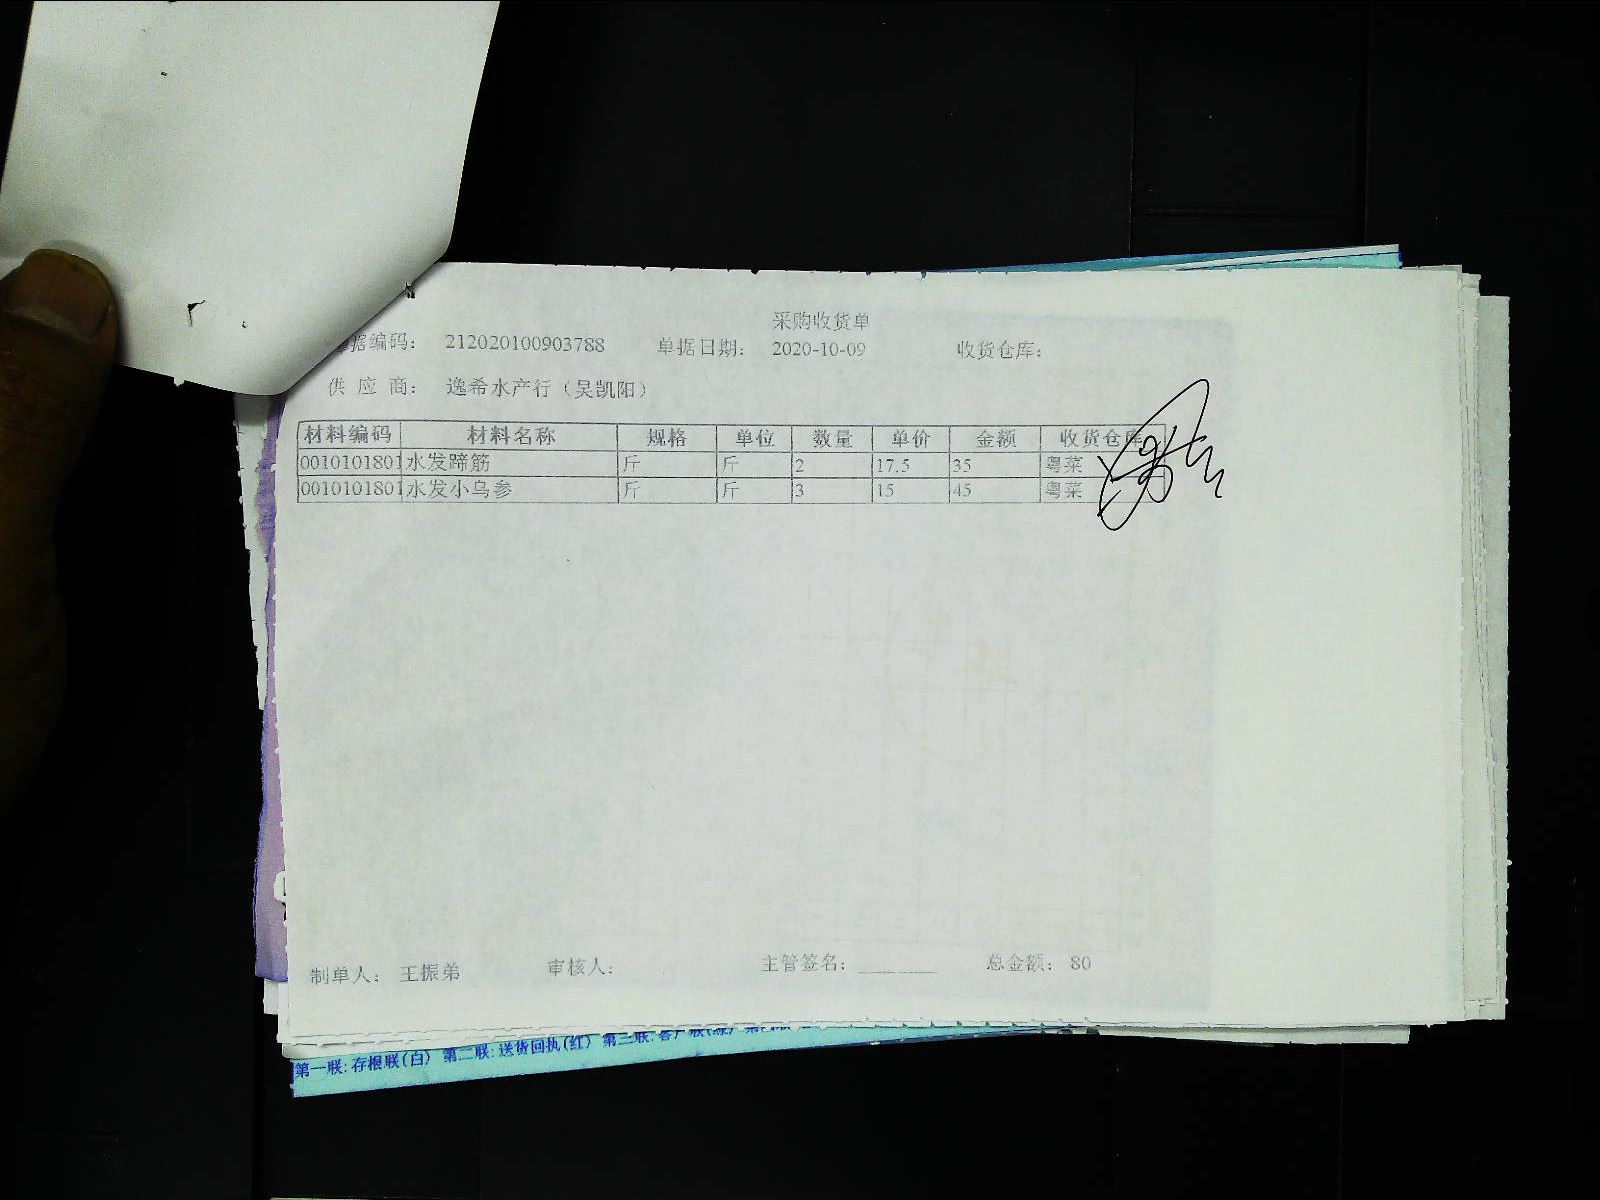 采购收货单
据编码： 212020100903788 单据日期： 2020-10-09 收货仓库：
供 应 商： 逸希水产行（吴凯阳）
材料编码 材料名称 规格 单位 数量 单价 金额 收货仓库
0010101801 水发蹄筋 斤 斤 2 17.5 35 粤菜
0010101801 水发小乌参 斤 斤 3 15 45 粤菜
制单人： 王振弟 审核人： 主管签名： 总金额： 80
第一联:存根联(白) 第二联:送货回执(红) 第三联:客户联